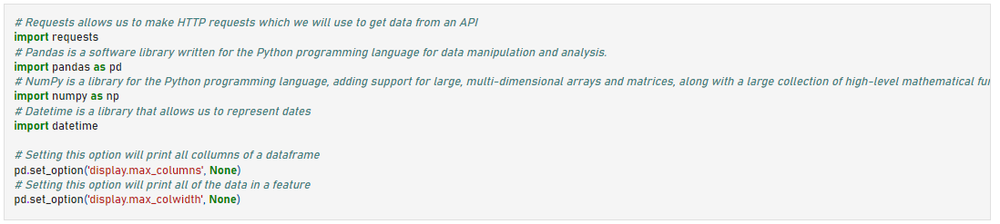 # Requests allows us to make HTTP requests which we will use to get data from an API
import requests
# Pandas is a software library written for the Python programming language for data manipulation and analysis.
import pandas as pd
# NumPy is a library for the Python programming language, adding support for large, multi-dimensional arrays and matrices, along with a large collection of high-level mathematical
import numpy as np
# Datetime is a library that allows us to represent dates
import datetime
# Setting this option will print all collumns of a dataframe
pd.set_option('display.max_columns', None)
# Setting this option will print all of the data in a feature
pd.set_option('display.max_colwidth', None)